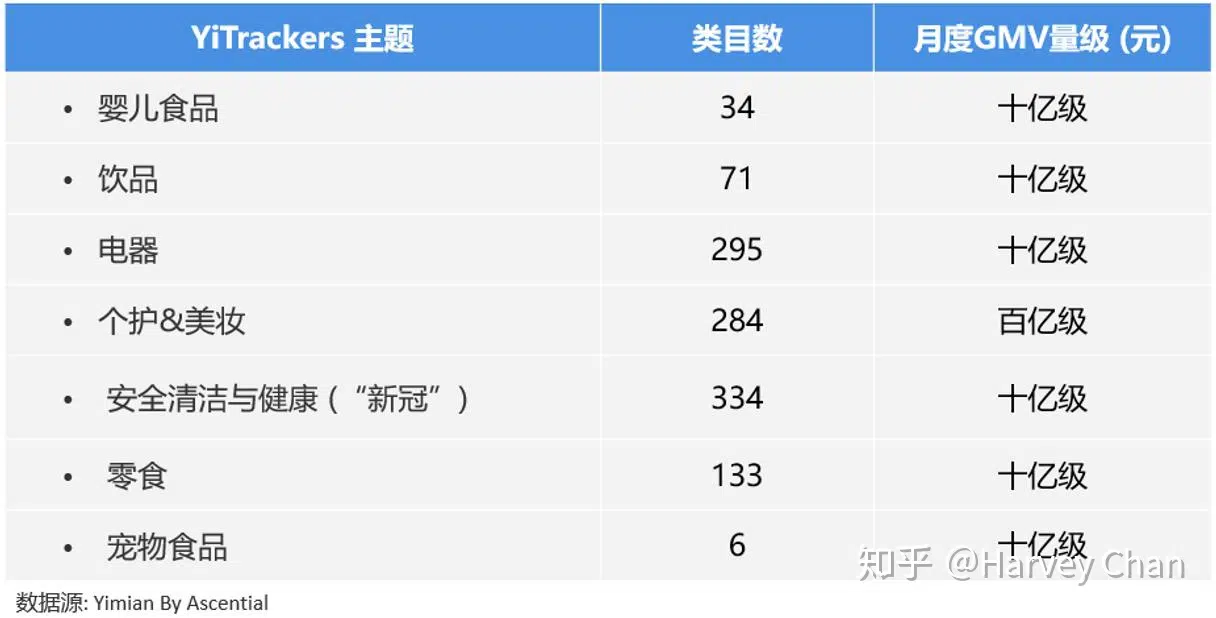 YiTrackers 主题 类目数 月度GMV量级 (元)
• 婴儿食品 34 十亿级
• 饮品 71 十亿级
• 电器 295 十亿级
• 个护&美妆 284 百亿级
• 安全清洁与健康 (“新冠”) 334 十亿级
• 零食 133 十亿级
• 宠物食品 6 十亿级
知乎 @Harvey Chan
数据源: Yimian By Ascential